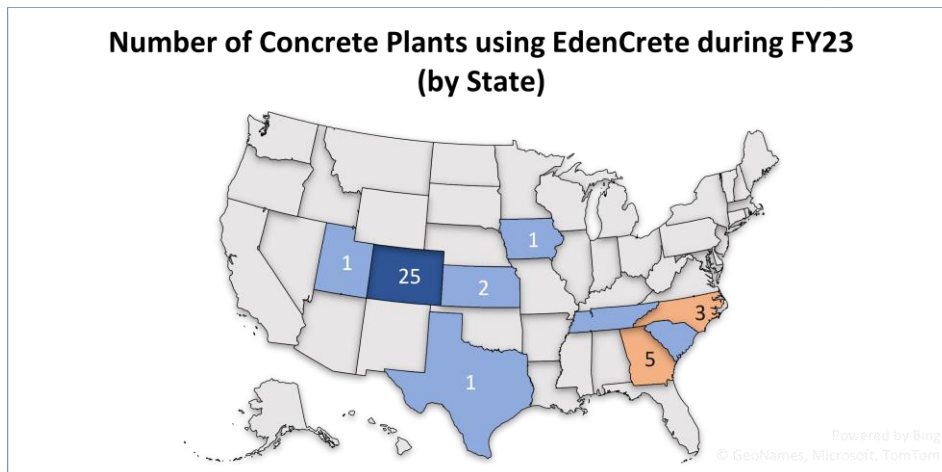 Number of Concrete Plants using EdenCrete during FY23
(by State)
1
1
25
2
3
5
1
Powered by Bing
© GeoNames, Microsoft, TomTom